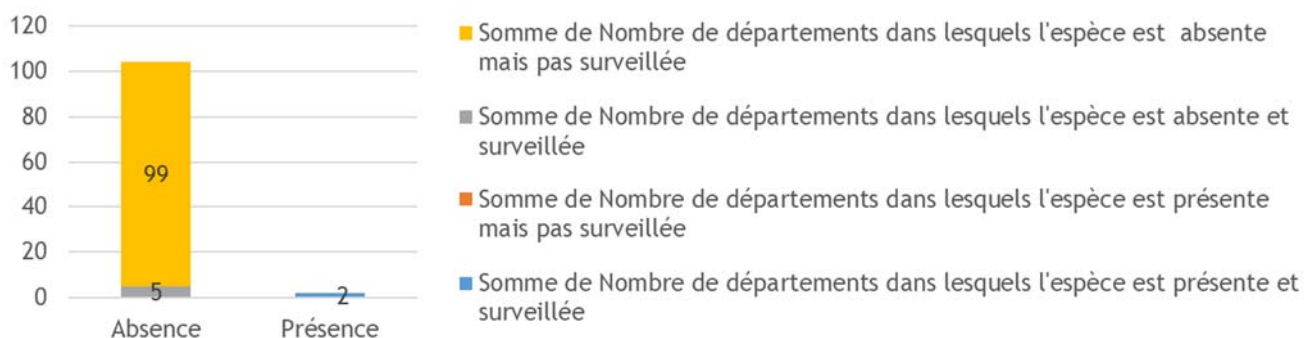 120
100
80
60
40
20
0
99
5
2
Absence
Présence
Somme de Nombre de départements dans lesquels l'espèce est  absente
mais pas surveillée
Somme de Nombre de départements dans lesquels l'espèce est absente et
surveillée
Somme de Nombre de départements dans lesquels l'espèce est présente
mais pas surveillée
Somme de Nombre de départements dans lesquels l'espèce est présente et
surveillée